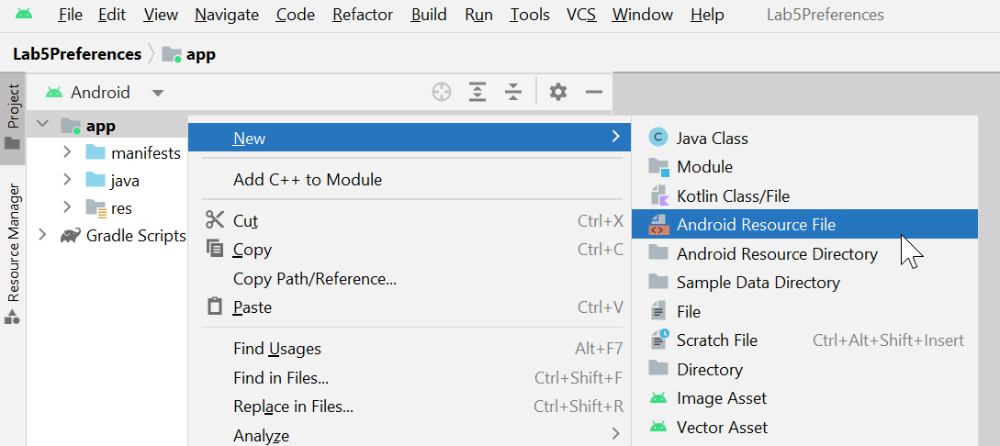 File Edit View Navigate Code Refactor Build Run Tools VCS Window Help Lab5Preferences
Lab5Preferences app
Project
Resource Manager
Android
app
manifests
java
res
Gradle Scripts
New
Add C++ to Module
Cut Ctrl+X
Copy Ctrl+C
Copy Path/Reference...
Paste Ctrl+V
Find Usages Alt+F7
Find in Files... Ctrl+Shift+F
Replace in Files... Ctrl+Shift+R
Analyze
Java Class
Module
Kotlin Class/File
Android Resource File
Android Resource Directory
Sample Data Directory
File
Scratch File Ctrl+Alt+Shift+Insert
Directory
Image Asset
Vector Asset